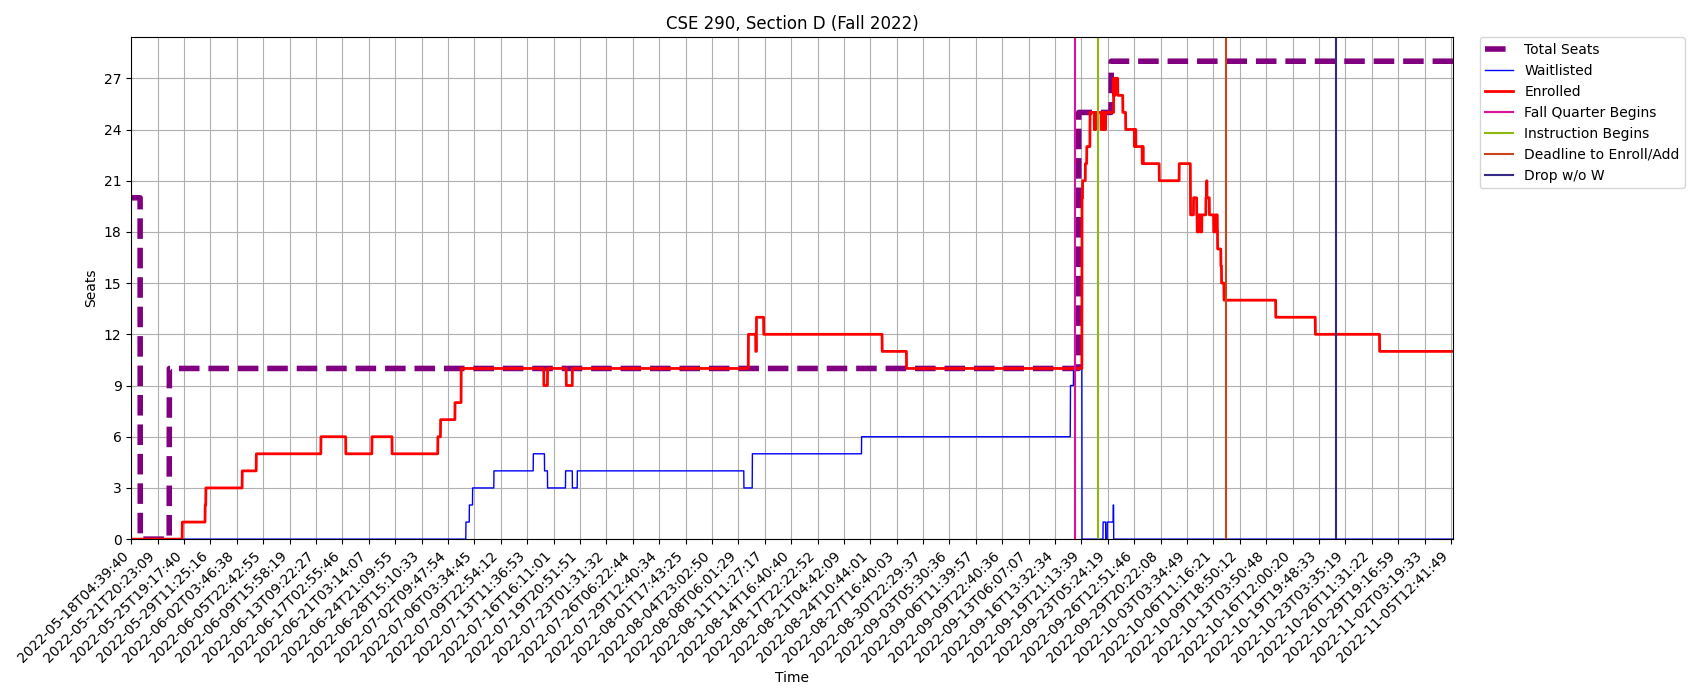 CSE 290, Section D (Fall 2022)
Total Seats
Waitlisted
Enrolled
Fall Quarter Begins
Instruction Begins
Deadline to Enroll/Add
Drop w/o W
27
24
21
18
15
12
9
6
3
0
Seats
2022-05-18T04:39:40
2022-05-21T20:23:09
2022-05-25T19:17:40
2022-05-29T11:25:16
2022-06-02T03:46:38
2022-06-05T22:42:55
2022-06-09T15:58:19
2022-06-13T09:22:27
2022-06-17T02:55:46
2022-06-21T03:14:07
2022-06-24T21:09:55
2022-06-28T15:10:33
2022-07-02T09:47:54
2022-07-06T03:34:45
2022-07-09T22:54:12
2022-07-13T11:36:53
2022-07-16T16:11:01
2022-07-19T20:51:51
2022-07-23T01:31:32
2022-07-26T06:22:44
2022-07-29T12:40:34
2022-08-01T17:43:25
2022-08-04T23:02:50
2022-08-08T06:01:29
2022-08-11T11:27:17
2022-08-14T16:40:40
2022-08-17T22:22:52
2022-08-21T04:42:09
2022-08-24T10:44:01
2022-08-27T16:40:03
2022-08-30T22:29:37
2022-09-03T05:30:36
2022-09-06T11:39:57
2022-09-09T22:40:36
2022-09-13T06:07:07
2022-09-16T13:32:34
2022-09-19T21:13:39
2022-09-23T05:24:19
2022-09-26T12:51:46
2022-09-29T20:22:08
2022-10-03T03:34:49
2022-10-06T11:16:21
2022-10-09T18:50:12
2022-10-13T03:50:48
2022-10-16T12:00:20
2022-10-19T19:48:33
2022-10-23T03:35:19
2022-10-26T11:31:22
2022-10-29T19:16:59
2022-11-02T03:19:33
2022-11-05T12:41:49
Time